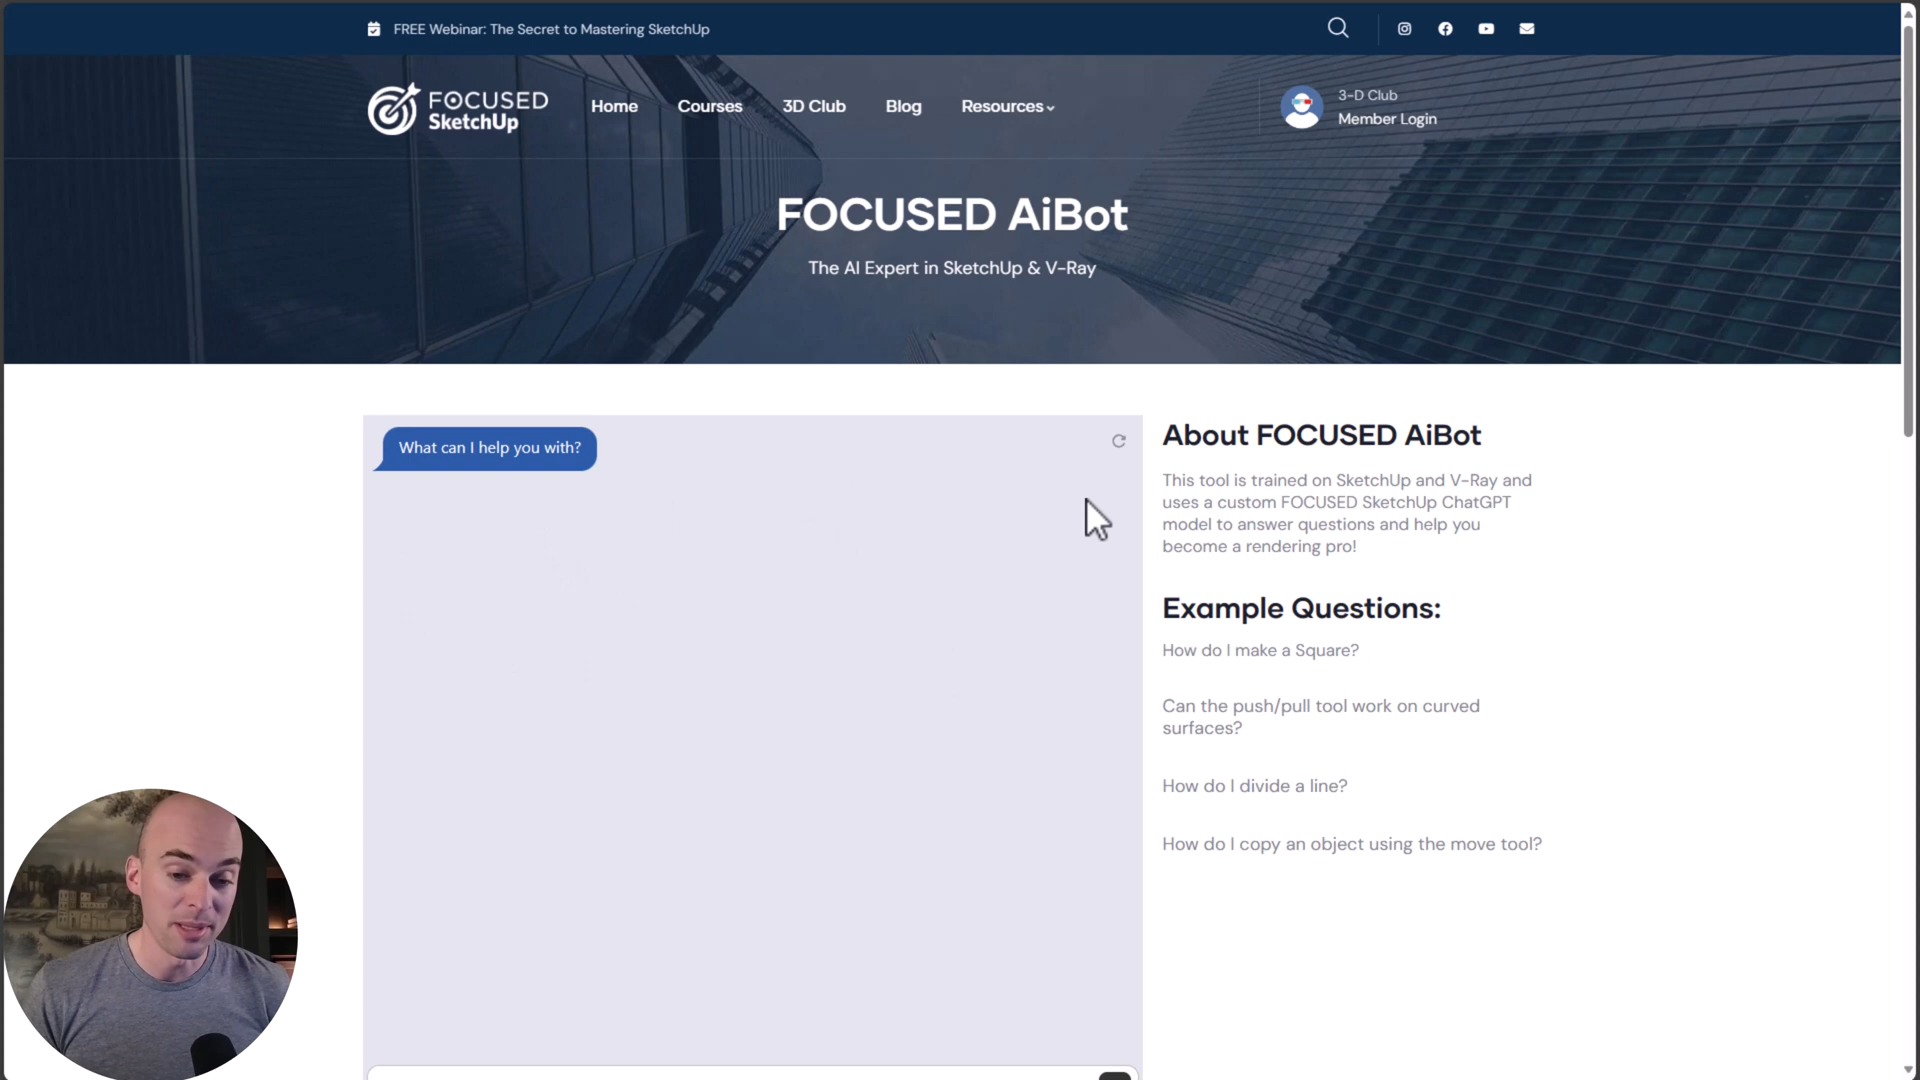 FREE Webinar: The Secret to Mastering SketchUp
FOCUSED
SketchUp
Home
Courses
3D Club
Blog
Resources
3-D Club
Member Login
FOCUSED AiBot
The AI Expert in SketchUp & V-Ray
What can I help you with?
About FOCUSED AiBot
This tool is trained on SketchUp and V-Ray and
uses a custom FOCUSED SketchUp ChatGPT
model to answer questions and help you
become a rendering pro!
Example Questions:
How do I make a Square?
Can the push/pull tool work on curved
surfaces?
How do I divide a line?
How do I copy an object using the move tool?